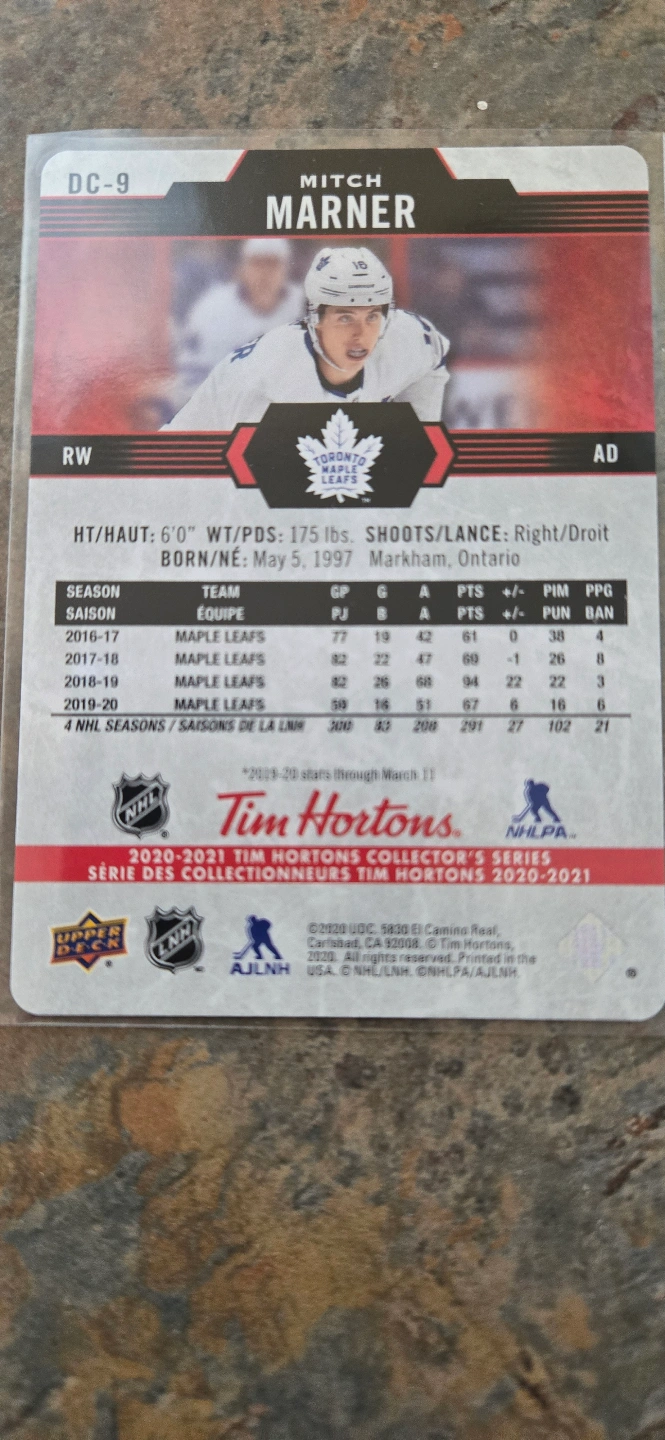 DC-9
MITCH
MARNER
16
RW
TORONTO
MAPLE
LEAFS
TM
AD
HT/HAUT: 6'0" WT/PDS: 175 lbs. SHOOTS/LANCE: Right/Droit
BORN/NÉ: May 5, 1997 Markham, Ontario
SEASON TEAM GP G A PTS +/- PIM PPG
SAISON ÉQUIPE PJ B A PTS +/- PUN BAN
2016-17 MAPLE LEAFS 77 19 42 61 0 38 4
2017-18 MAPLE LEAFS 82 22 47 69 -1 26 8
2018-19 MAPLE LEAFS 82 26 68 94 22 22 3
2019-20 MAPLE LEAFS 59 16 51 67 6 16 6
4 NHL SEASONS / SAISONS DE LA LNH 300 83 208 291 27 102 21
*2019-20 stats through March 11
NHL
Tim Hortons
NHLPA
2020-2021 TIM HORTONS COLLECTOR'S SERIES
SÉRIE DES COLLECTIONNEURS TIM HORTONS 2020-2021
UPPER
DECK
LNH
AJLNH
©2020 UDC. 5830 El Camino Real,
Carlsbad, CA 92008. © Tim Hortons,
2020. All rights reserved. Printed in the
USA. © NHL/LNH. ©NHLPA/AJLNH.